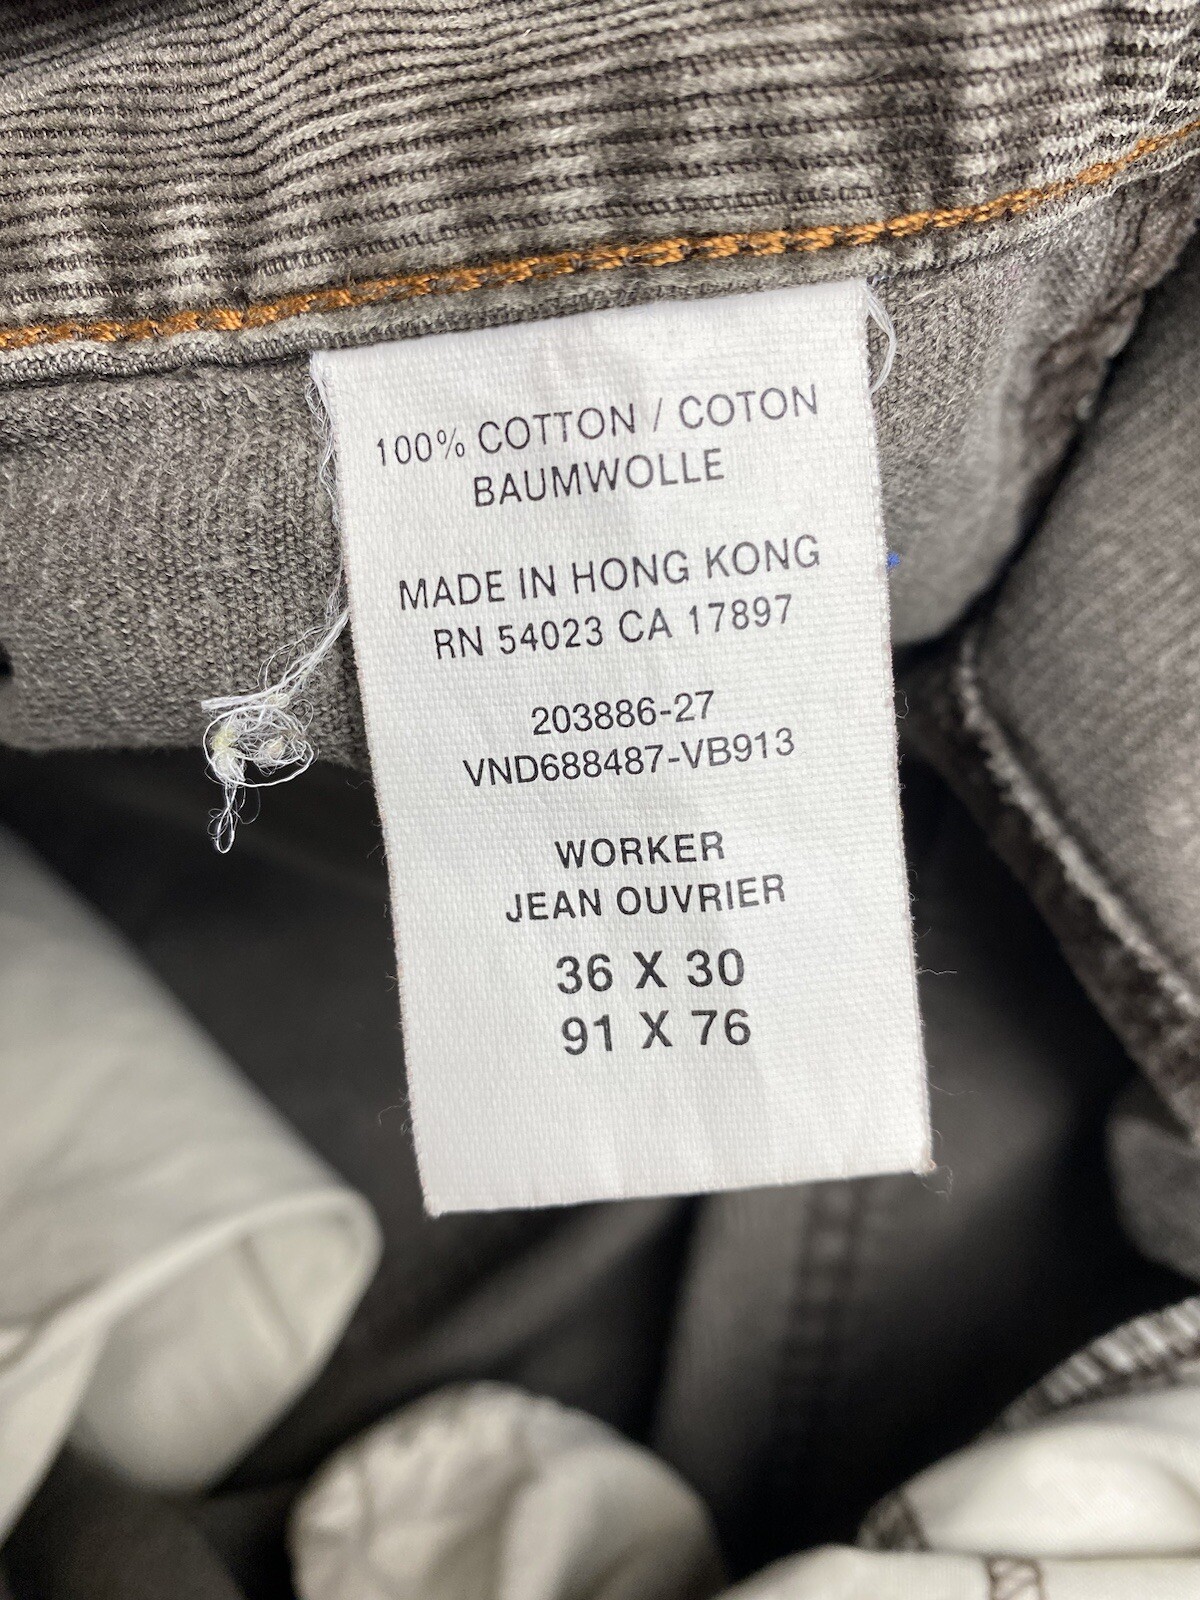 100% COTTON / COTON
BAUMWOLLE
MADE IN HONG KONG
RN 54023 CA 17897
203886-27
VND688487-VB913
WORKER
JEAN OUVRIER
36 X 30
91 X 76